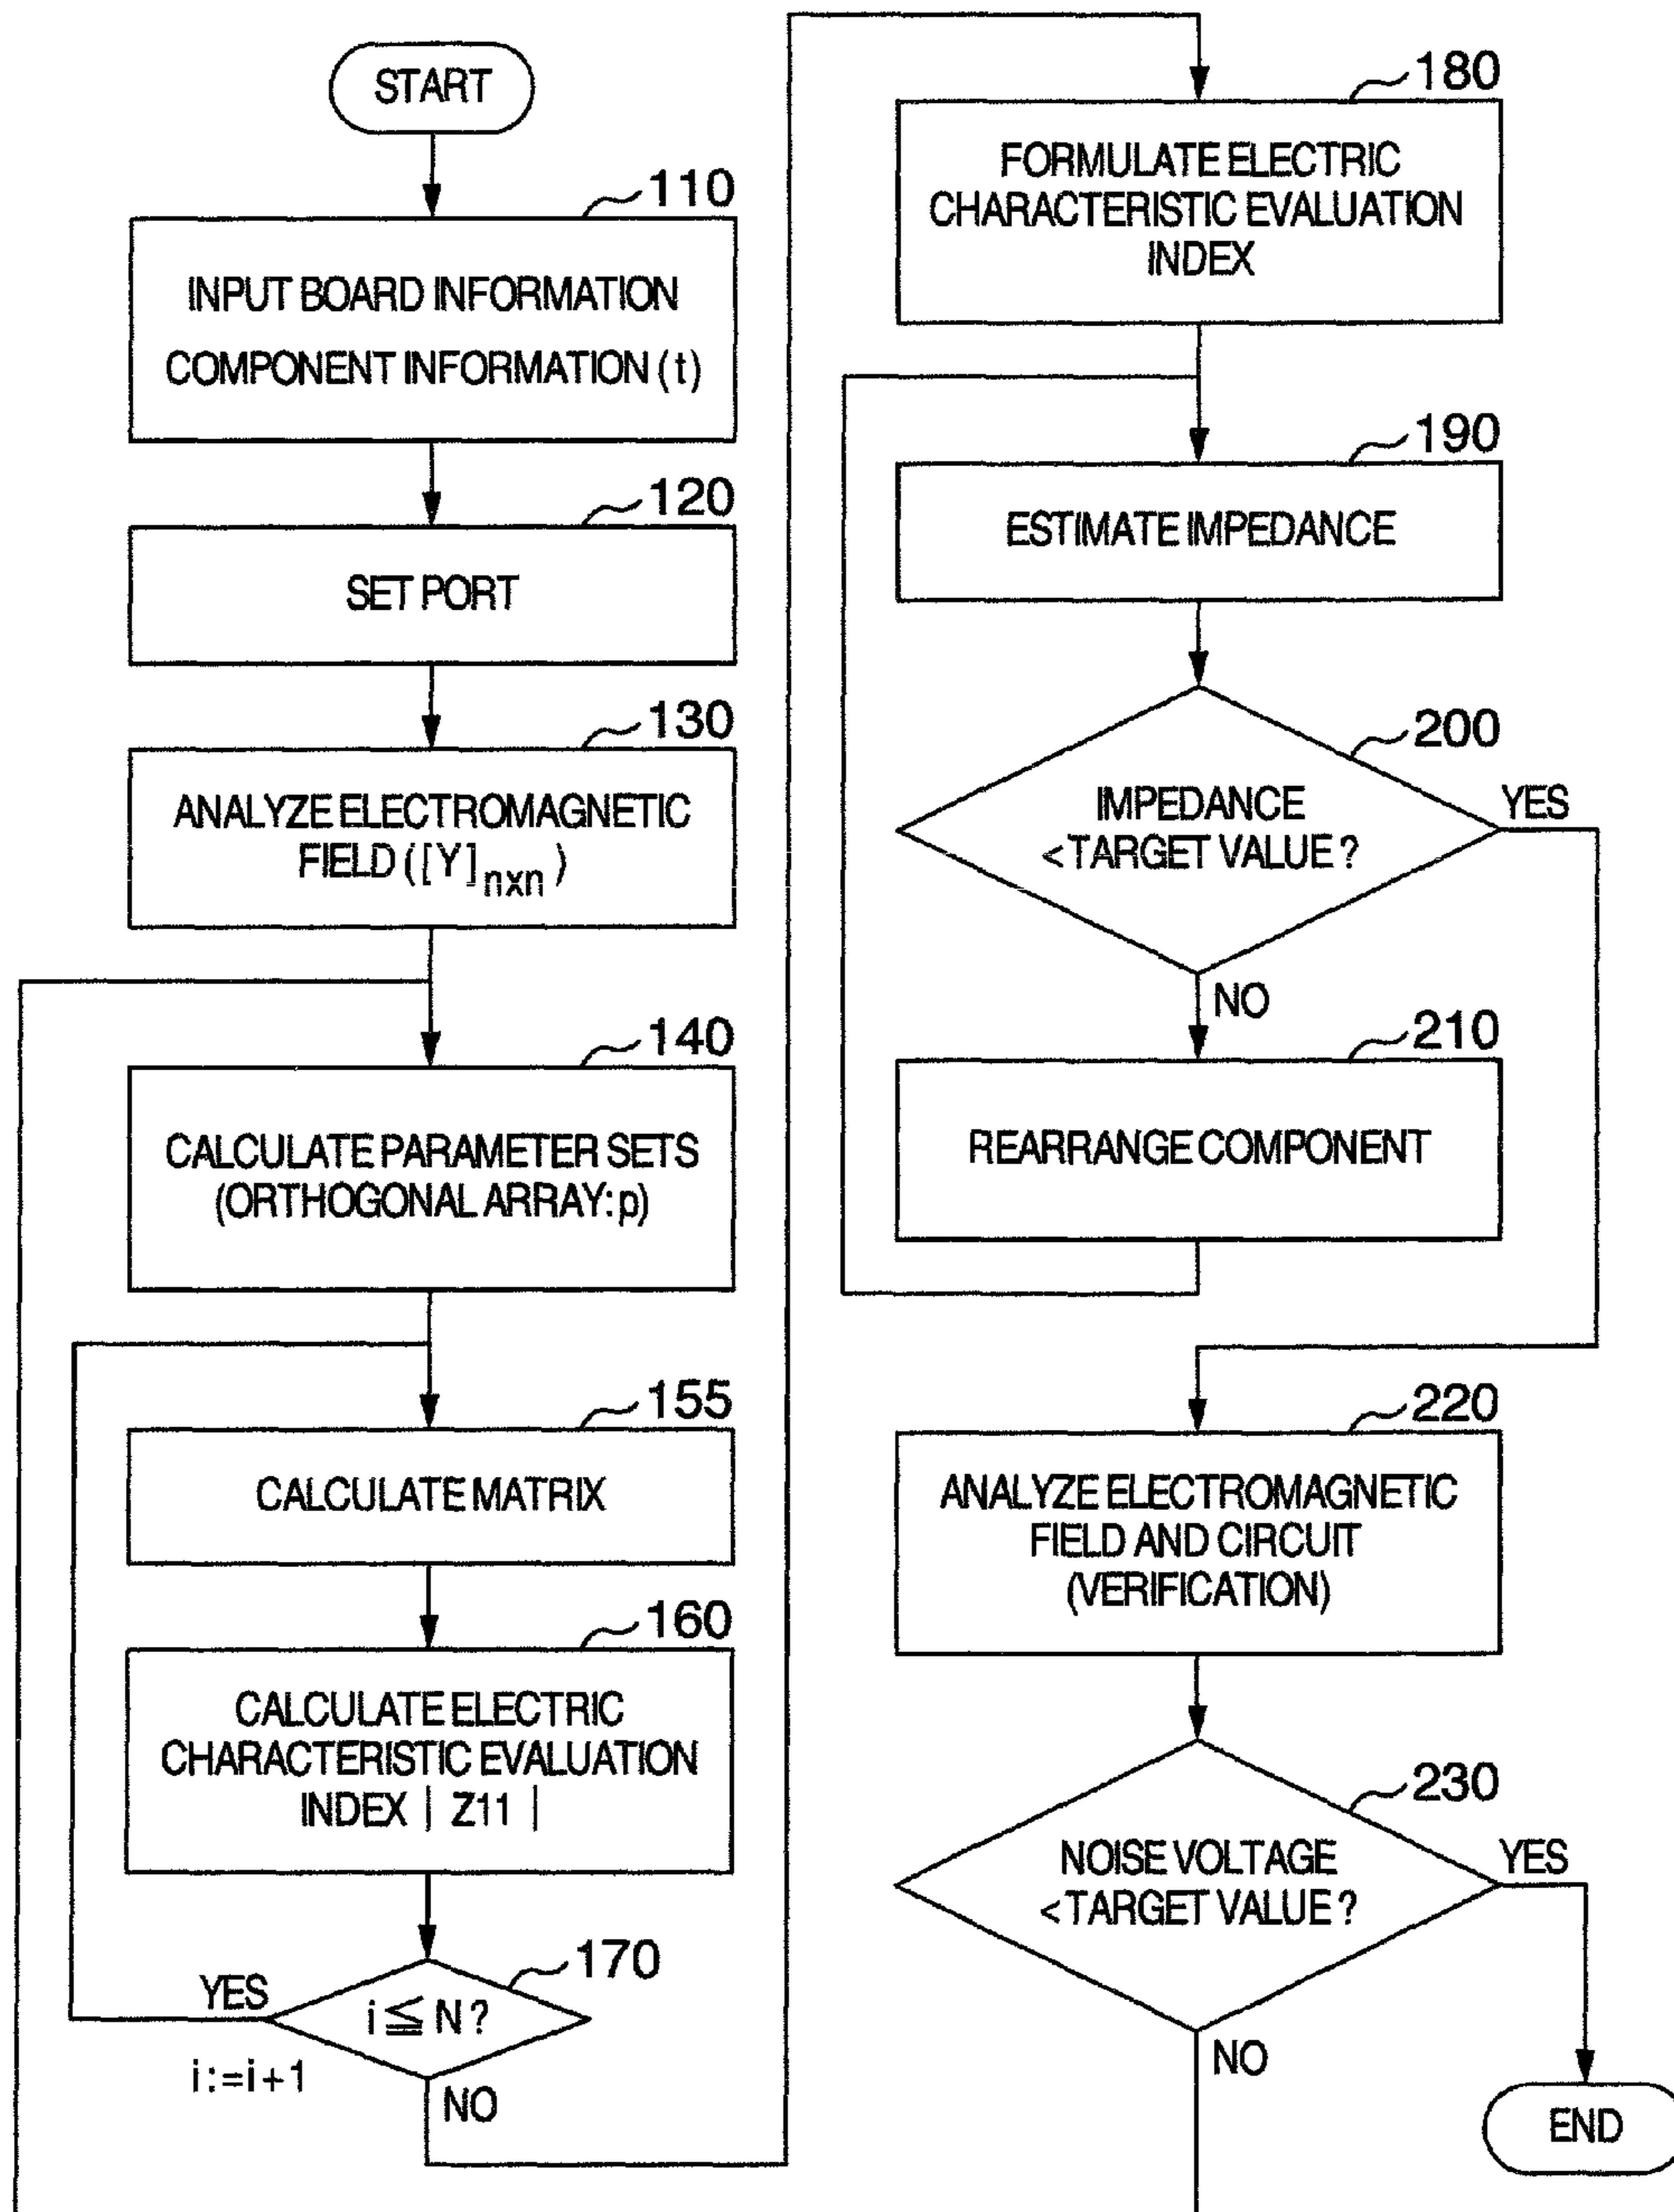 START
110
INPUT BOARD INFORMATION
COMPONENT INFORMATION (t)
120
SET PORT
130
ANALYZE ELECTROMAGNETIC
FIELD ([Y]nxn)
140
CALCULATE PARAMETER SETS
(ORTHOGONAL ARRAY: p)
155
CALCULATE MATRIX
160
CALCULATE ELECTRIC
CHARACTERISTIC EVALUATION
INDEX | Z11 |
170
YES
i ≦ N ?
i:=i+1
NO
180
FORMULATE ELECTRIC
CHARACTERISTIC EVALUATION
INDEX
190
ESTIMATE IMPEDANCE
200
IMPEDANCE
< TARGET VALUE ?
YES
NO
210
REARRANGE COMPONENT
220
ANALYZE ELECTROMAGNETIC
FIELD AND CIRCUIT
(VERIFICATION)
230
NOISE VOLTAGE
< TARGET VALUE ?
YES
NO
END